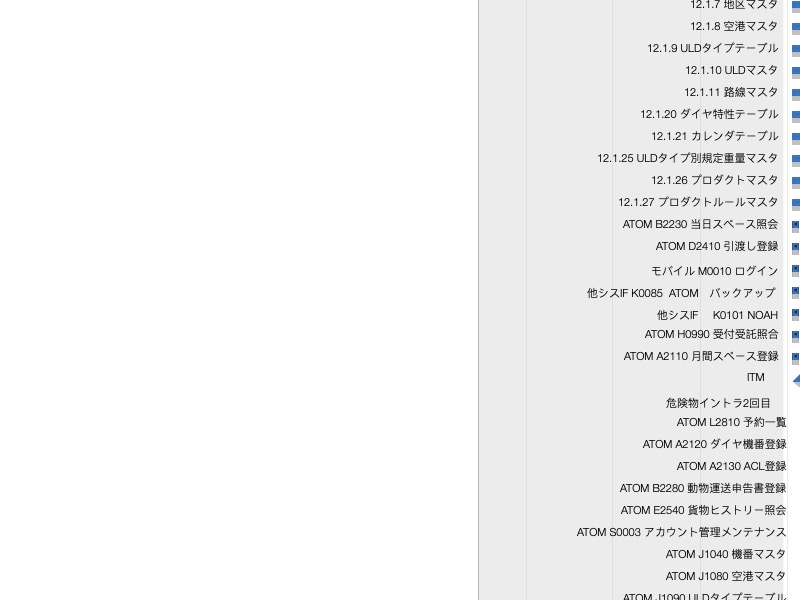 12.1.7 地区マスタ
12.1.8 空港マスタ
12.1.9 ULDタイプテーブル
12.1.10 ULDマスタ
12.1.11 路線マスタ
12.1.20 ダイヤ特性テーブル
12.1.21 カレンダテーブル
12.1.25 ULDタイプ別規定重量マスタ
12.1.26 プロダクトマスタ
12.1.27 プロダクトルールマスタ
ATOM B2230 当日スペース照会
ATOM D2410 引渡し登録
モバイル M0010 ログイン
他シスIF K0085 ATOM　バックアップ
他シスIF　K0101 NOAH
ATOM H0990 受付受託照合
ATOM A2110 月間スペース登録
ITM
危険物イントラ2回目
ATOM L2810 予約一覧
ATOM A2120 ダイヤ機番登録
ATOM A2130 ACL登録
ATOM B2280 動物運送申告書登録
ATOM E2540 貨物ヒストリー照会
ATOM S0003 アカウント管理メンテナンス
ATOM J1040 機番マスタ
ATOM J1080 空港マスタ
ATOM J1090 ULDタイプテーブル